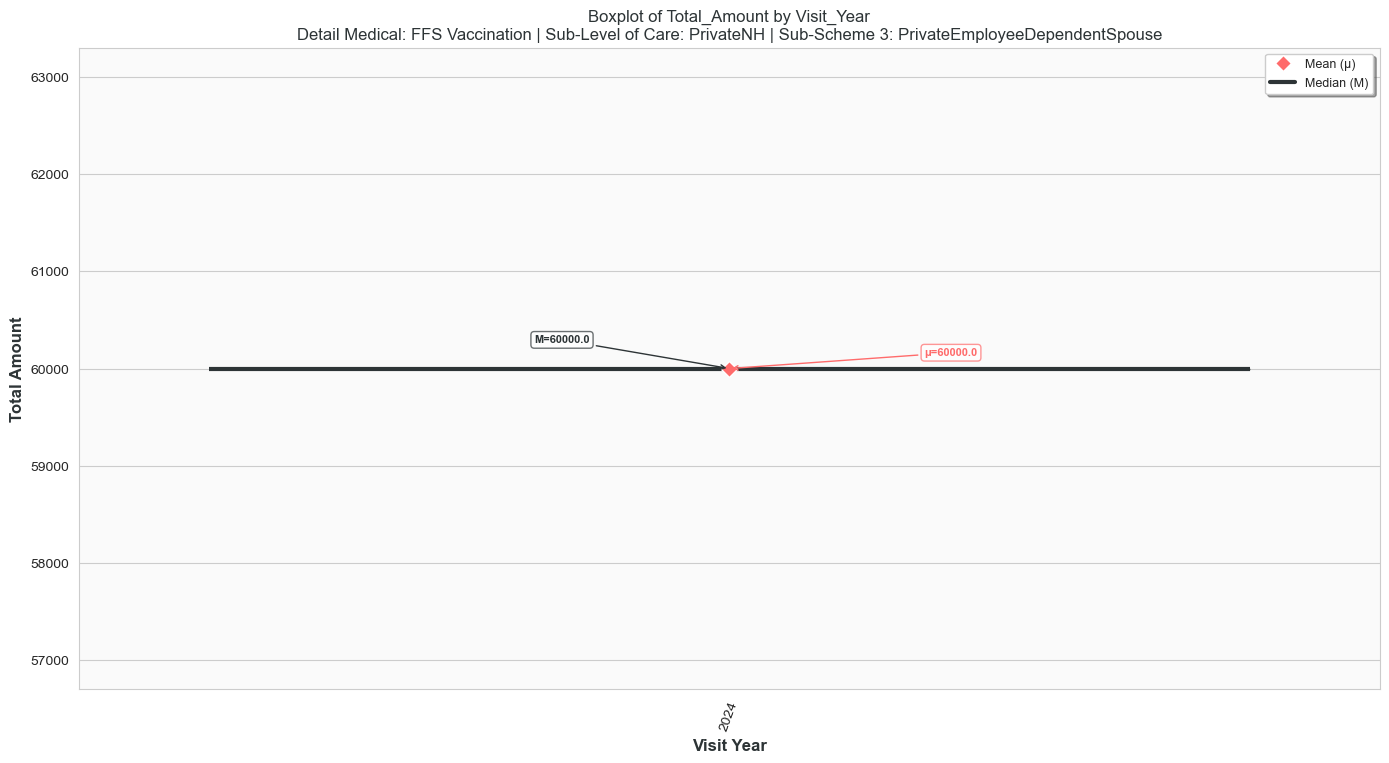 Boxplot of Total_Amount by Visit_Year
Detail Medical: FFS Vaccination | Sub-Level of Care: PrivateNH | Sub-Scheme 3: PrivateEmployeeDependentSpouse
Mean (μ)
Median (M)
63000
62000
61000
60000
59000
58000
57000
Total Amount
M=60000.0
μ=60000.0
2024
Visit Year